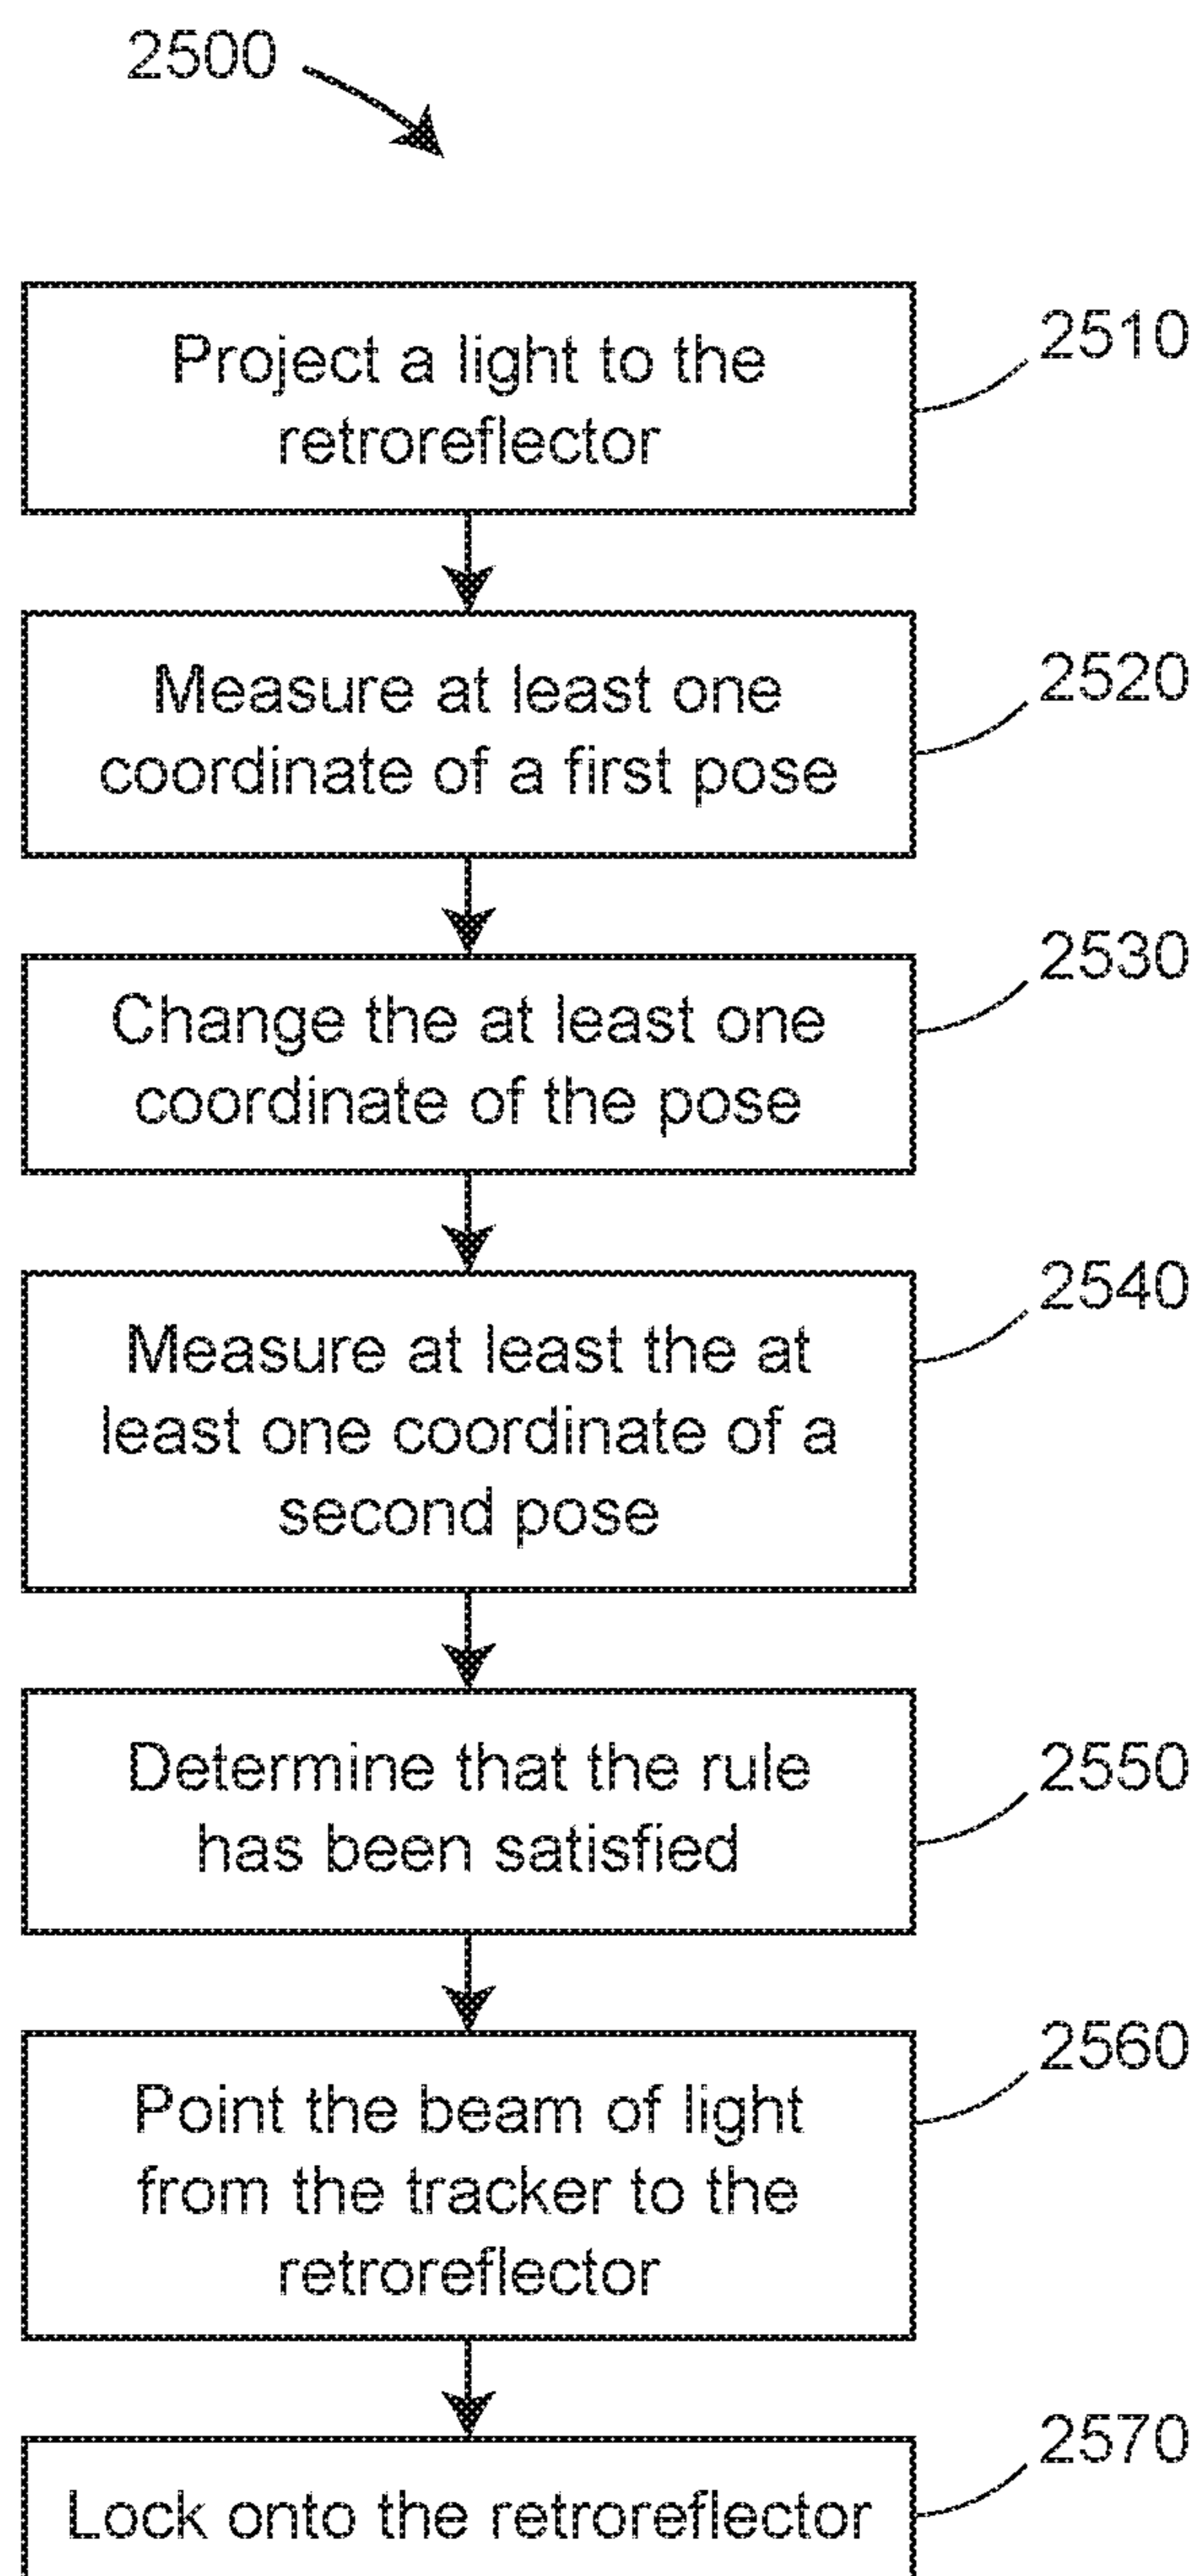 2500
Project a light to the
retroreflector
2510
Measure at least one
coordinate of a first pose
2520
Change the at least one
coordinate of the pose
2530
Measure at least the at
least one coordinate of a
second pose
2540
Determine that the rule
has been satisfied
2550
Point the beam of light
from the tracker to the
retroreflector
2560
Lock onto the retroreflector
2570